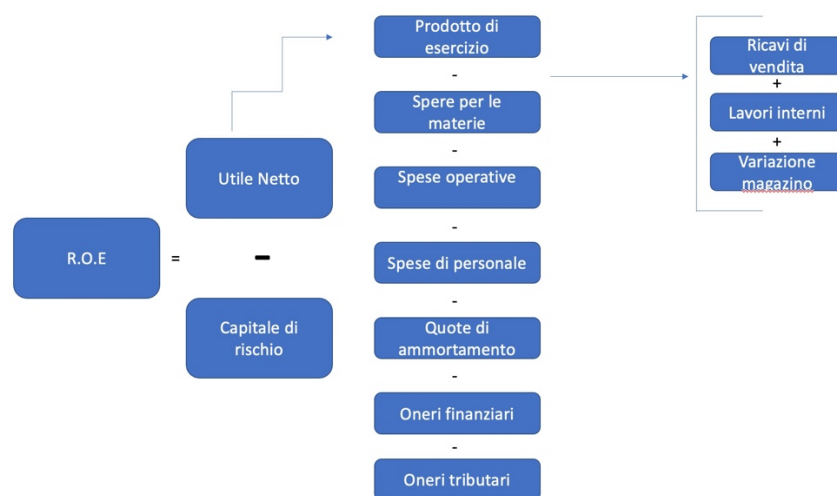 R.O.E
=
Utile Netto
-
Capitale di
rischio
Prodotto di
esercizio
-
Spere per le
materie
-
Spese operative
-
Spese di personale
-
Quote di
ammortamento
-
Oneri finanziari
-
Oneri tributari
Ricavi di
vendita
+
Lavori interni
+
Variazione
magazino